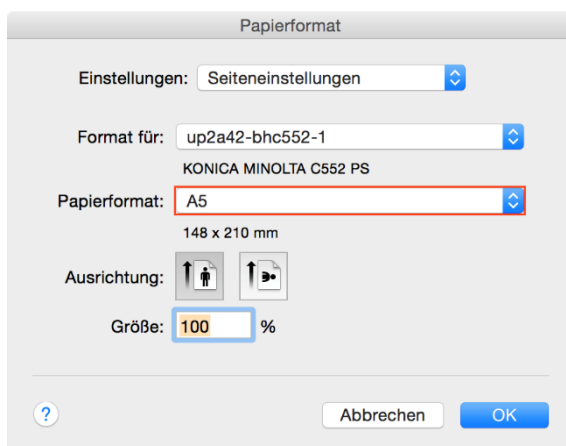 Papierformat
Einstellungen: Seiteneinstellungen
Format für: up2a42-bhc552-1
KONICA MINOLTA C552 PS
Papierformat: A5
148 x 210 mm
Ausrichtung:
Größe: 100 %
? Abbrechen OK